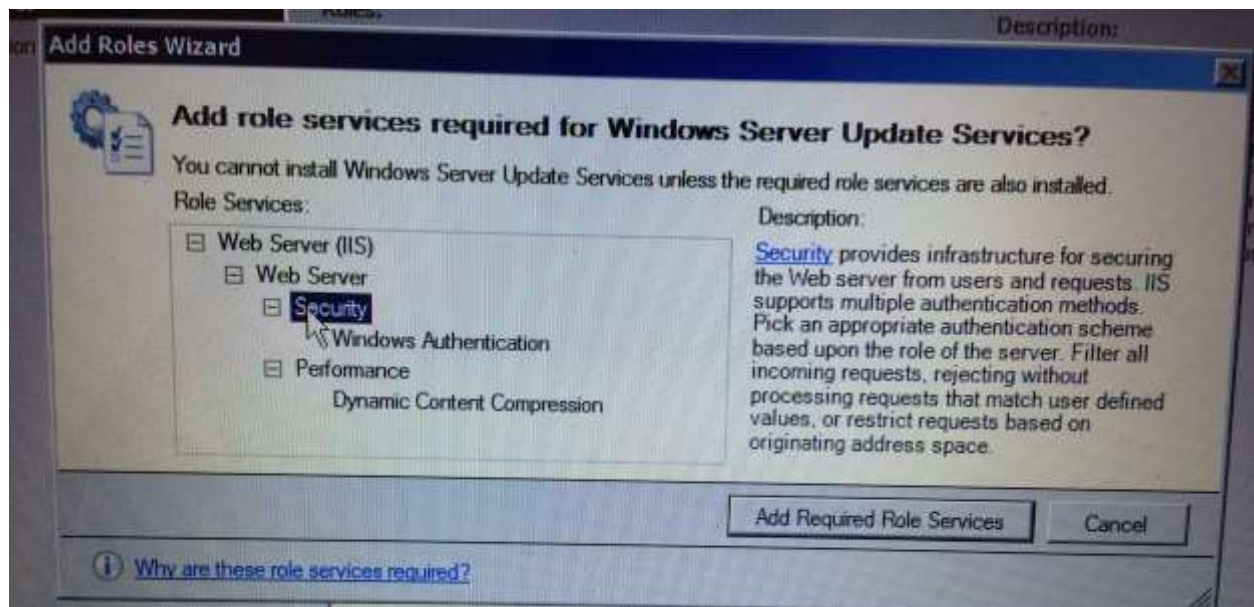 Roles:
Description:
Add Roles Wizard
Add role services required for Windows Server Update Services?
You cannot install Windows Server Update Services unless the required role services are also installed.
Role Services:
Description:
Web Server (IIS)
Web Server
Security
Windows Authentication
Performance
Dynamic Content Compression
Security provides infrastructure for securing
the Web server from users and requests. IIS
supports multiple authentication methods.
Pick an appropriate authentication scheme
based upon the role of the server. Filter all
incoming requests, rejecting without
processing requests that match user defined
values, or restrict requests based on
originating address space.
Add Required Role Services
Cancel
Why are these role services required?